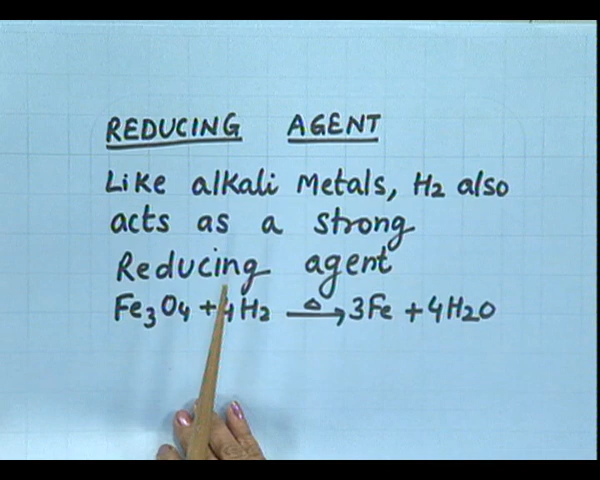 REDUCING AGENT
Like alkali Metals, H2 also
acts as a strong
Reducing agent
Fe3O4 + 4H2 —Δ→ 3Fe + 4H2O